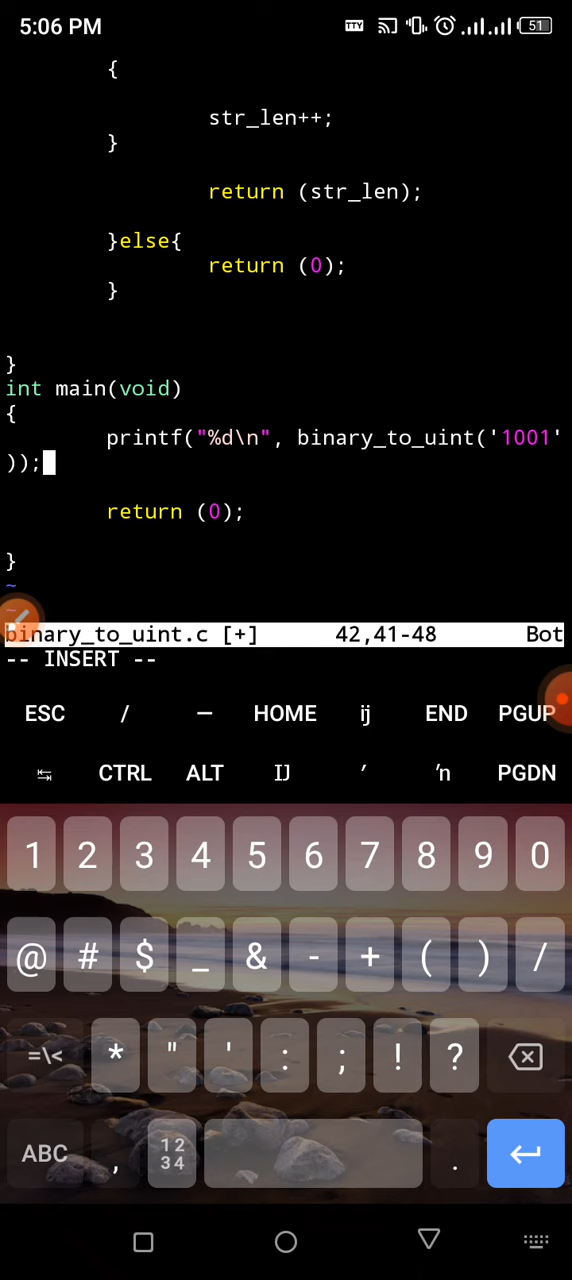 5:06 PM TTY 51
{
str_len++;
}
return (str_len);
}else{
return (0);
}
}
int main(void)
{
printf("%d\n", binary_to_uint('1001'
));
return (0);
}
~
~
binary_to_uint.c [+] 42,41-48 Bot
-- INSERT --
ESC / — HOME ĳ END PGUP
↹ CTRL ALT Ĳ ′ ŉ PGDN
1 2 3 4 5 6 7 8 9 0
@ # $ _ & - + ( ) /
=\< * " ' : ; ! ?
ABC , 12 .
34